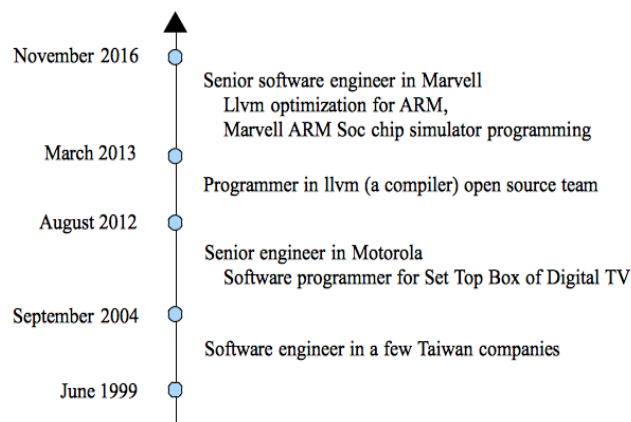 November 2016
Senior software engineer in Marvell
Llvm optimization for ARM,
Marvell ARM Soc chip simulator programming
March 2013
Programmer in llvm (a compiler) open source team
August 2012
Senior engineer in Motorola
Software programmer for Set Top Box of Digital TV
September 2004
Software engineer in a few Taiwan companies
June 1999